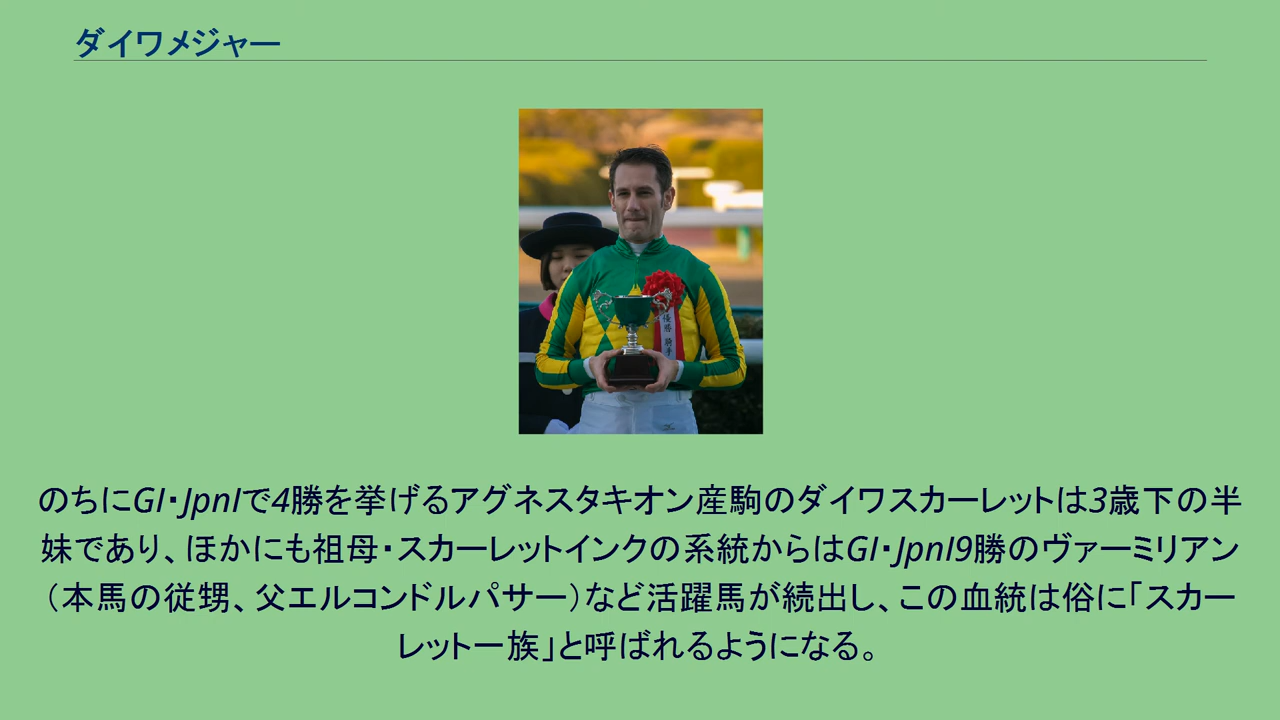 ダイワメジャー
優勝 騎手
のちにGI・JpnIで4勝を挙げるアグネスタキオン産駒のダイワスカーレットは3歳下の半
妹であり、ほかにも祖母・スカーレットインクの系統からはGI・JpnI9勝のヴァーミリアン
（本馬の従甥、父エルコンドルパサー）など活躍馬が続出し、この血統は俗に「スカー
レット一族」と呼ばれるようになる。